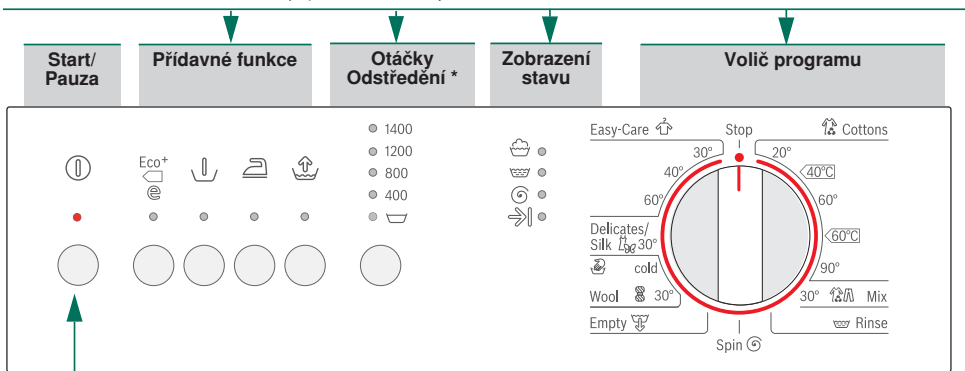 Start/
Pauza
Přídavné funkce
Otáčky
Odstředění *
Zobrazení
stavu
Volič programu
Eco+
e
1400
1200
800
400
Easy-Care
Stop
Cottons
30°
20°
40°
40°C
60°
60°
Delicates/
Silk 30°
60°C
cold
90°
Wool 30°
30° Mix
Empty
Rinse
Spin